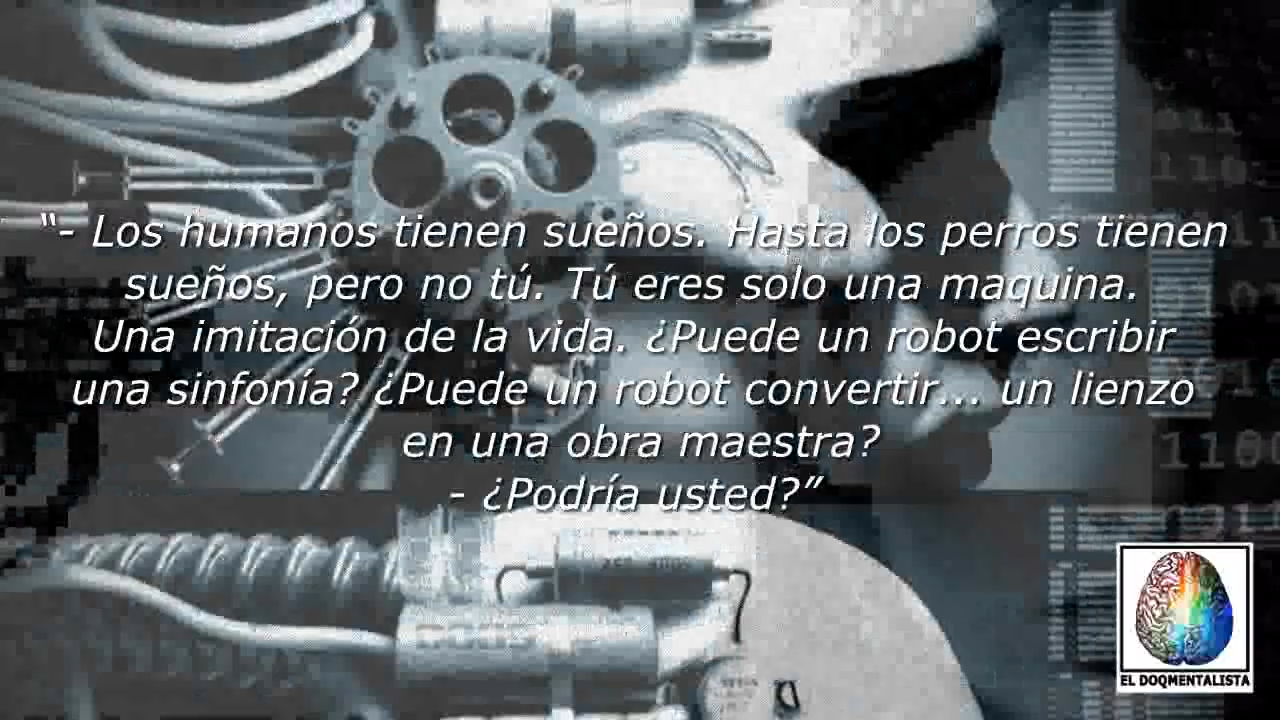 “- Los humanos tienen sueños. Hasta los perros tienen
sueños, pero no tú. Tú eres solo una maquina.
Una imitación de la vida. ¿Puede un robot escribir
una sinfonía? ¿Puede un robot convertir... un lienzo
en una obra maestra?
- ¿Podría usted?”
EL DOQMENTALISTA